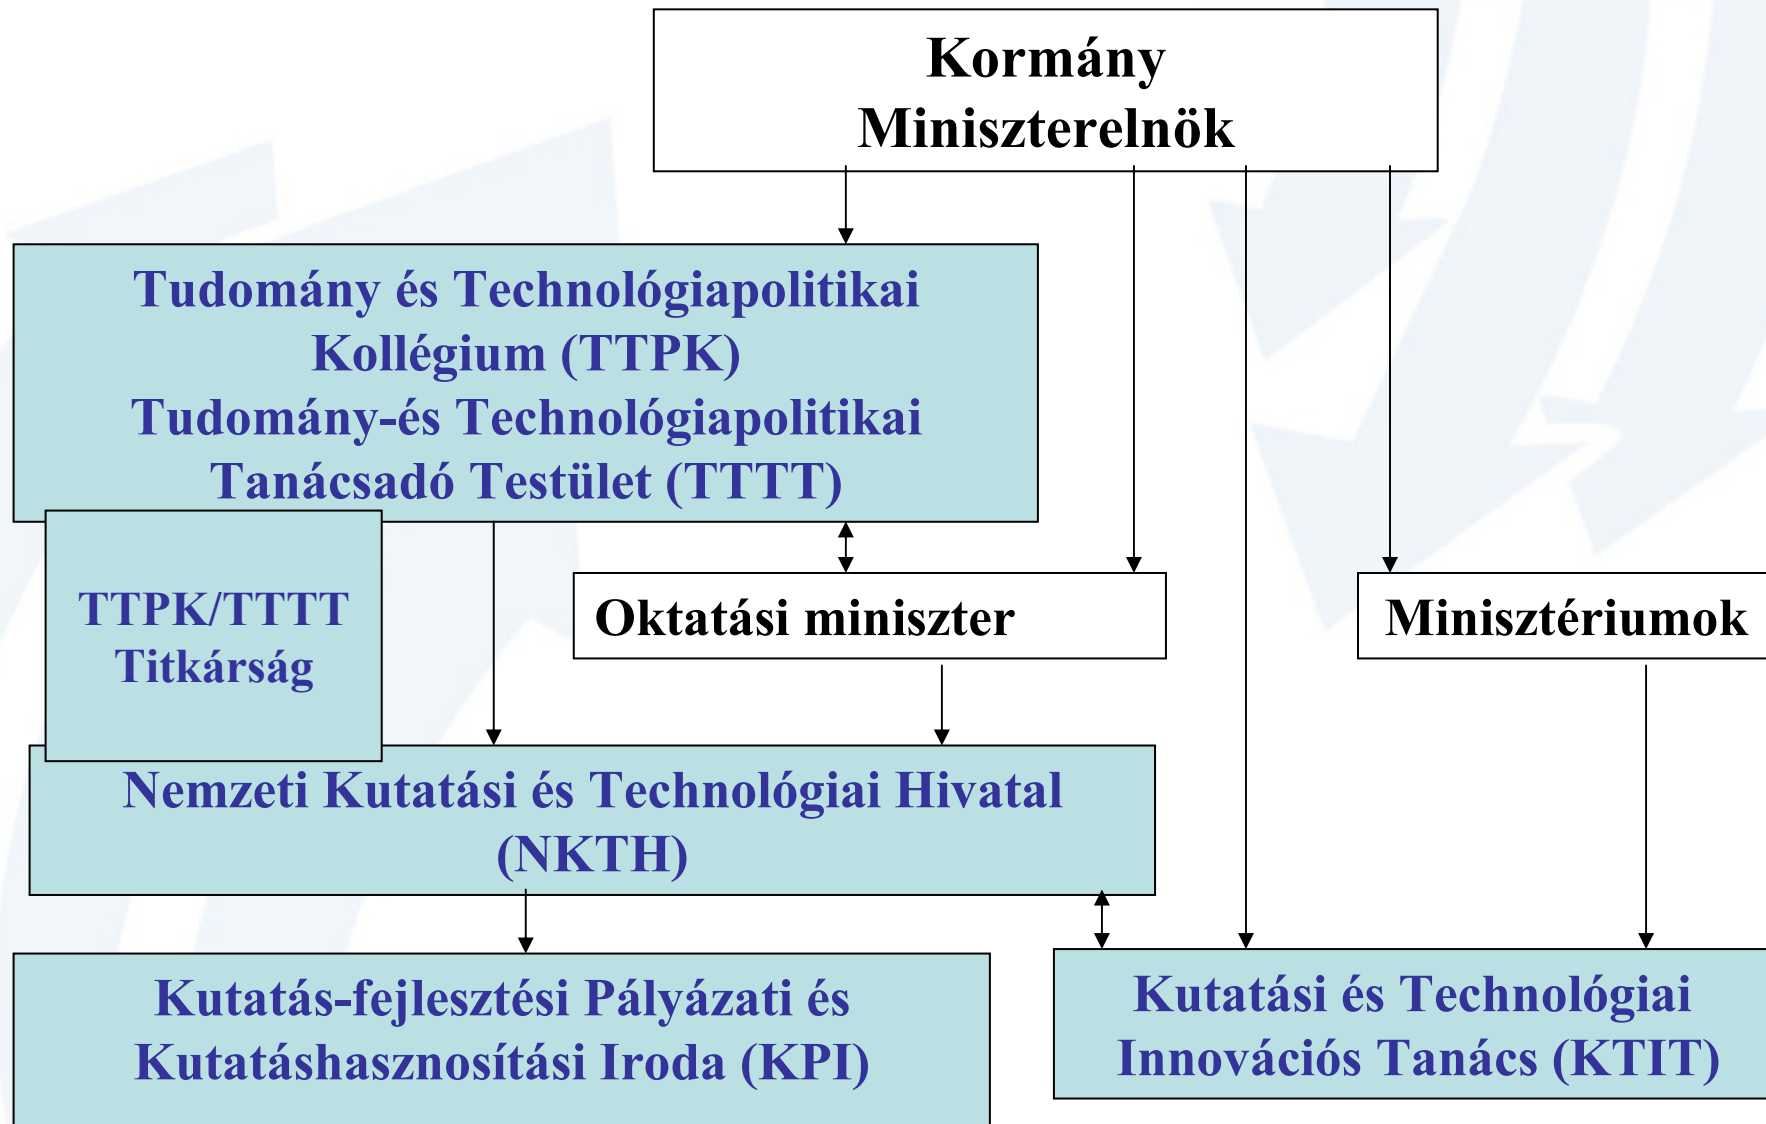 Kormány
Miniszterelnök
Tudomány és Technológiapolitikai
Kollégium (TTPK)
Tudomány-és Technológiapolitikai
Tanácsadó Testület (TTTT)
TTPK/TTTT
Titkárság
Oktatási miniszter
Minisztériumok
Nemzeti Kutatási és Technológiai Hivatal
(NKTH)
Kutatás-fejlesztési Pályázati és
Kutatáshasznosítási Iroda (KPI)
Kutatási és Technológiai
Innovációs Tanács (KTIT)